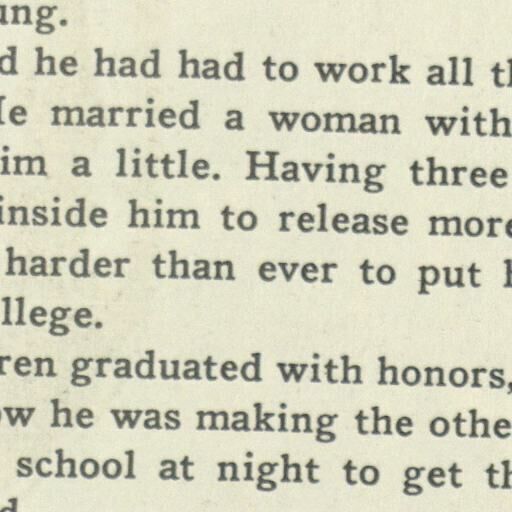 ung.
d he had had to work all th
He married a woman with
im a little. Having three
inside him to release more
harder than ever to put
llege.
ren graduated with honors,
ow he was making the othe
school at night to get th
d